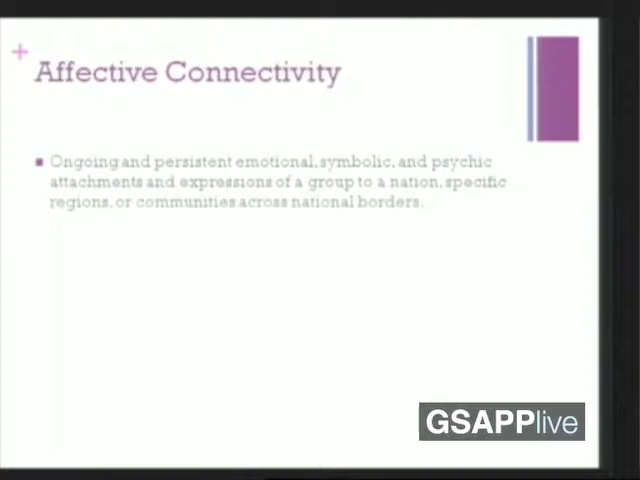 +
Affective Connectivity
Ongoing and persistent emotional, symbolic, and psychic
attachments and expressions of a group to a nation, specific
regions, or communities across national borders.
GSAPPlive